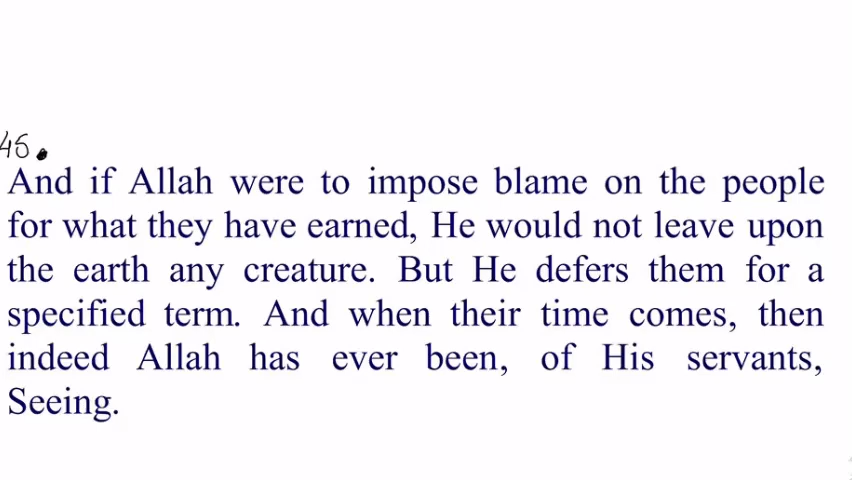 45.
And if Allah were to impose blame on the people
for what they have earned, He would not leave upon
the earth any creature. But He defers them for a
specified term. And when their time comes, then
indeed Allah has ever been, of His servants,
Seeing.